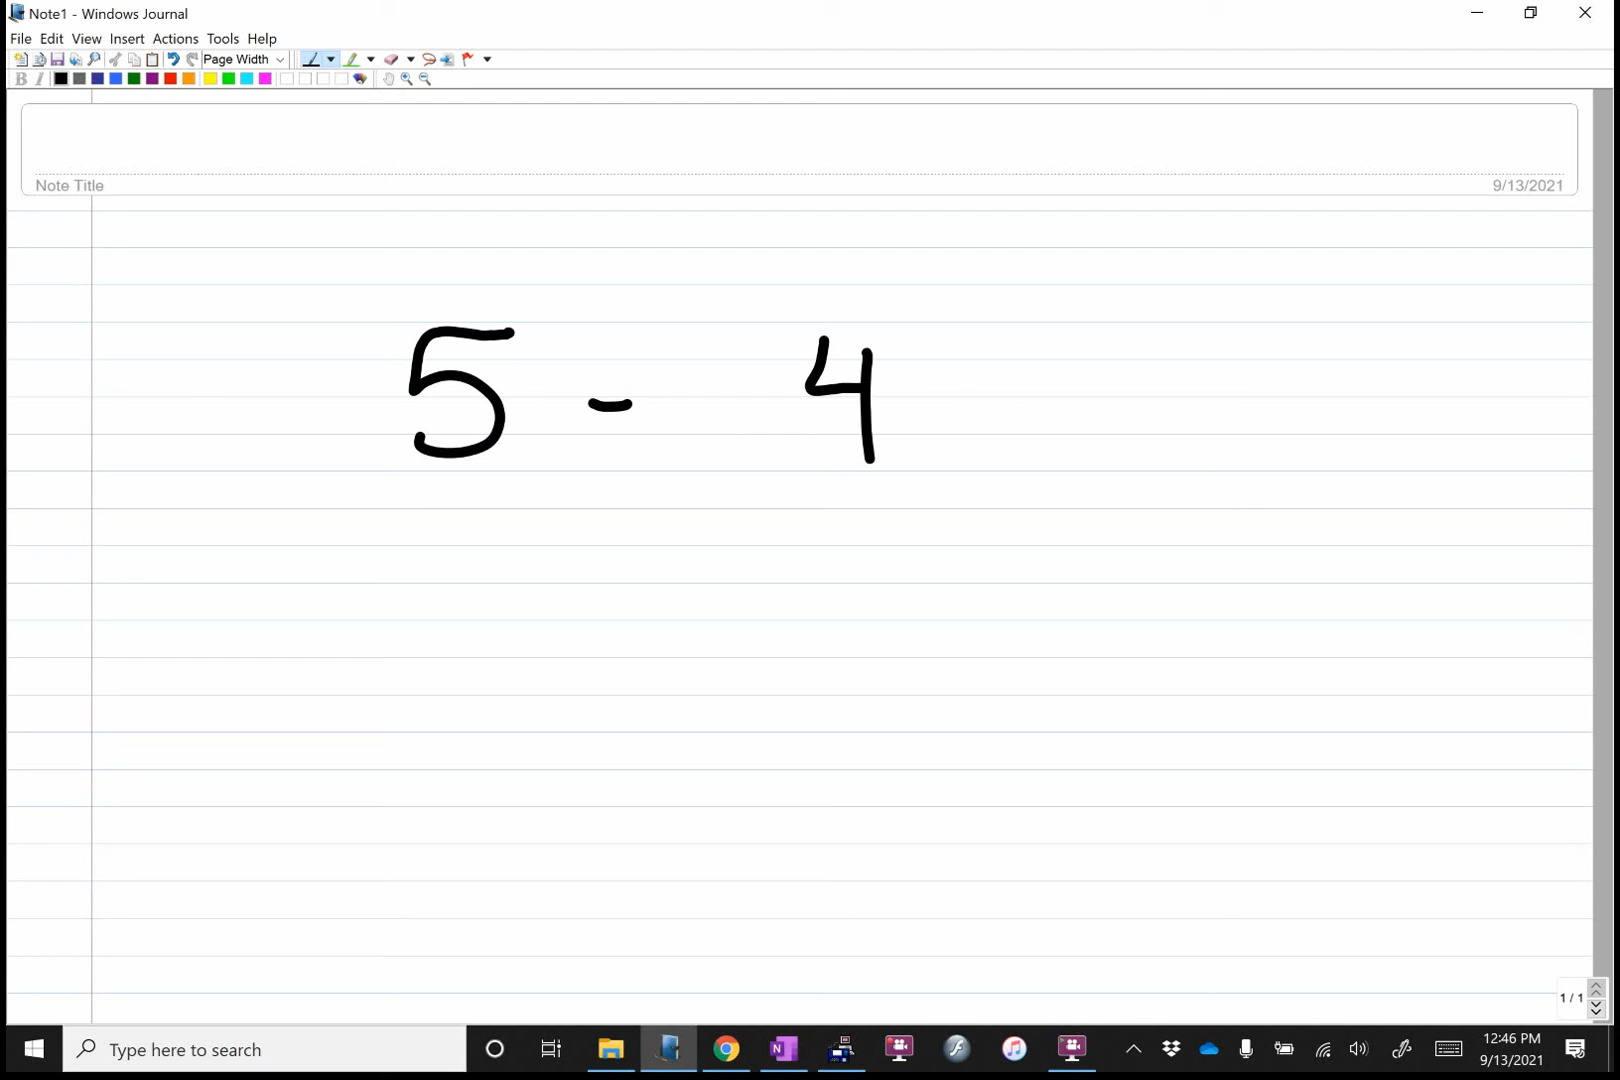 Note1 - Windows Journal
File Edit View Insert Actions Tools Help
Page Width
B I
Note Title
9/13/2021
5 - 4
1 / 1
Type here to search
N
12:46 PM
9/13/2021